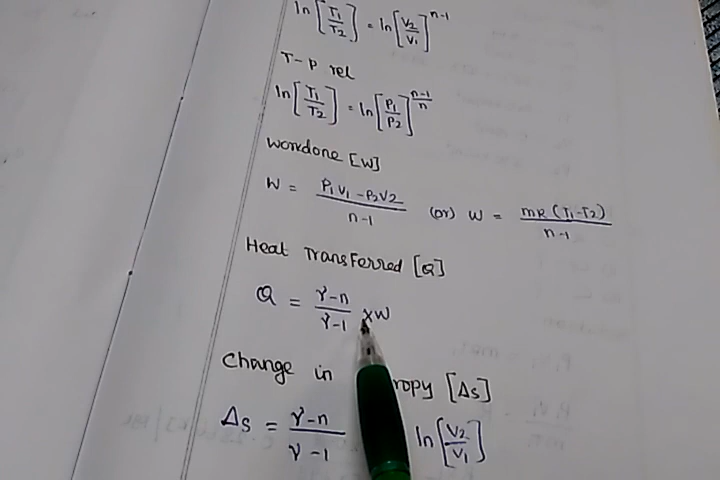 ln[T1/T2] = ln[V2/V1]^n-1
T-P rel
ln[T1/T2] = ln[P1/P2]^n-1/n
Workdone [W]
W = P1V1-P2V2/n-1 (or) W = mR(T1-T2)/n-1
Heat Transferred [Q]
Q = γ-n/γ-1 xW
Change in ropy [Δs]
Δs = γ-n/γ-1 ln[V2/V1]